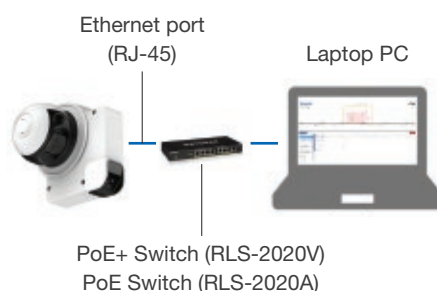 Ethernet port
(RJ-45)
Laptop PC
PoE+ Switch (RLS-2020V)
PoE Switch (RLS-2020A)